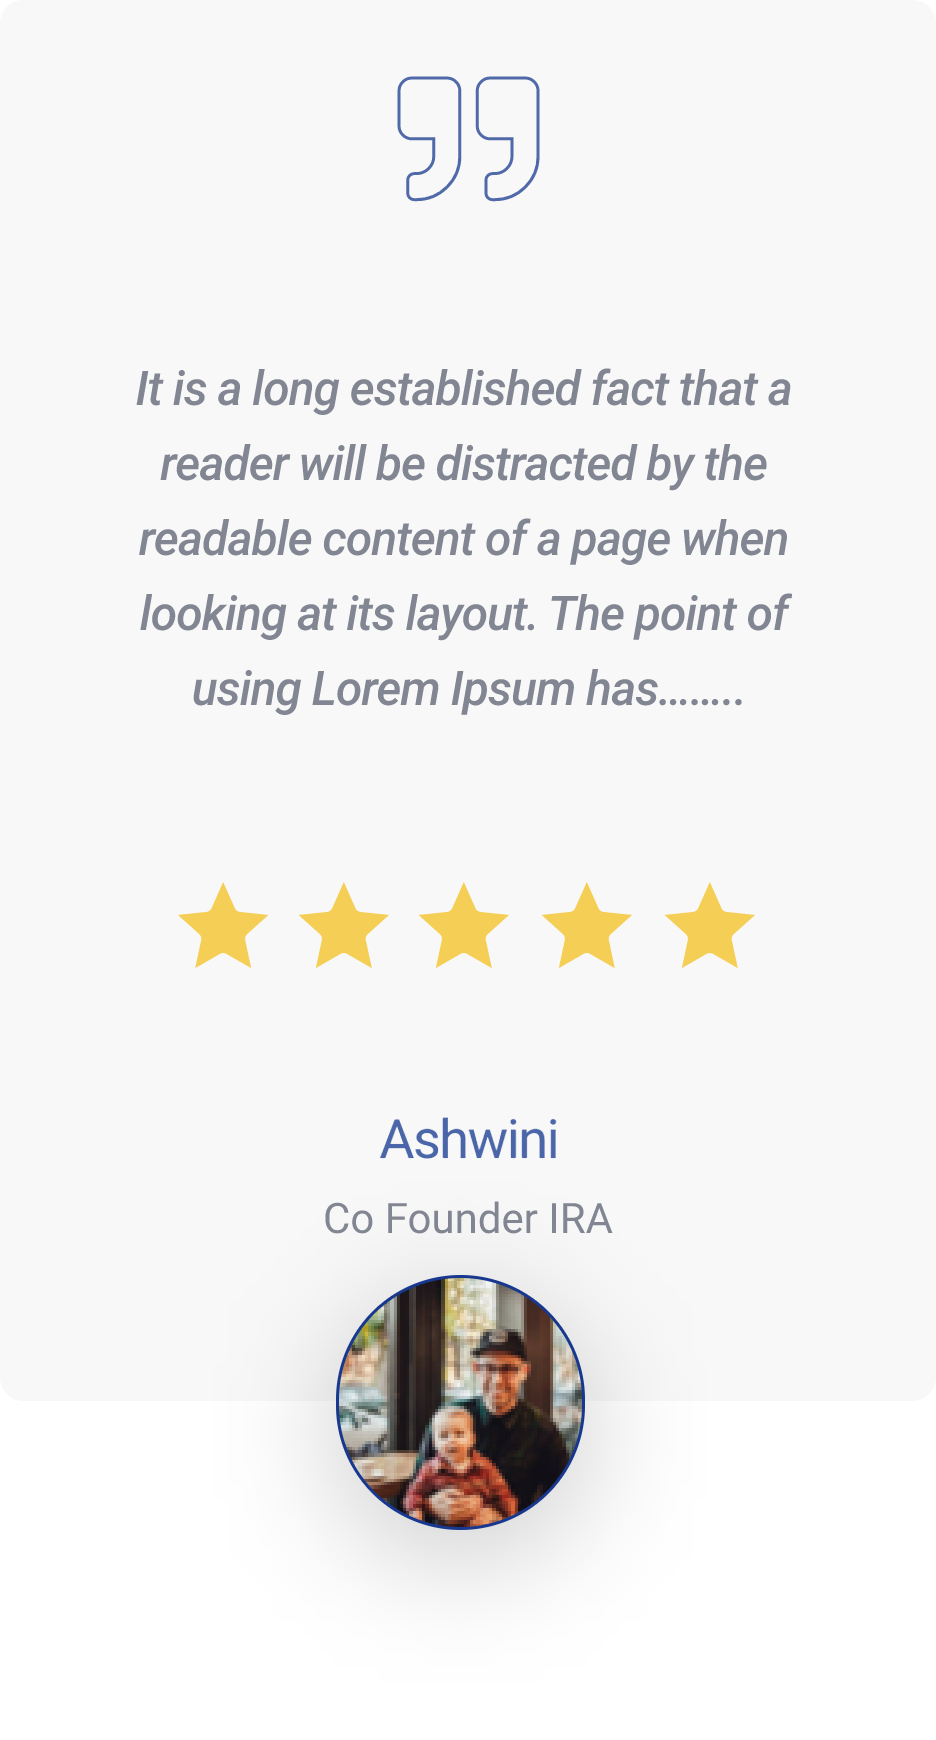 It is a long established fact that a
reader will be distracted by the
readable content of a page when
looking at its layout. The point of
using Lorem Ipsum has……..
Ashwini
Co Founder IRA